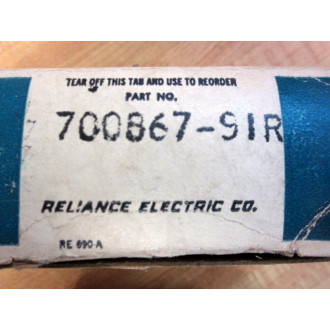 TEAR OFF THIS TAB AND USE TO REORDER
PART NO.
700867-91R
RELIANCE ELECTRIC CO.
RE 690-A